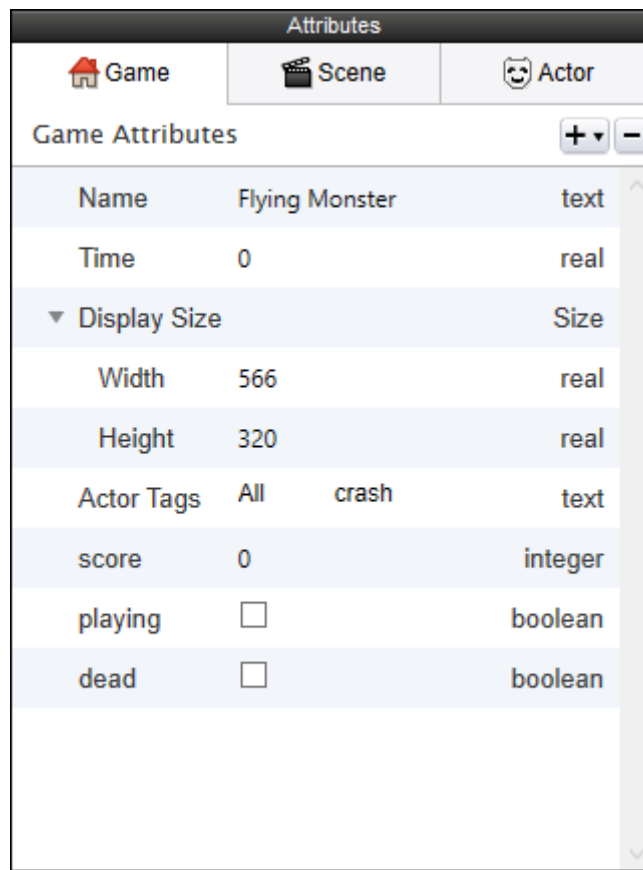 Attributes
Game Scene Actor
Game Attributes
Name Flying Monster text
Time 0 real
Display Size Size
Width 566 real
Height 320 real
Actor Tags All crash text
score 0 integer
playing boolean
dead boolean